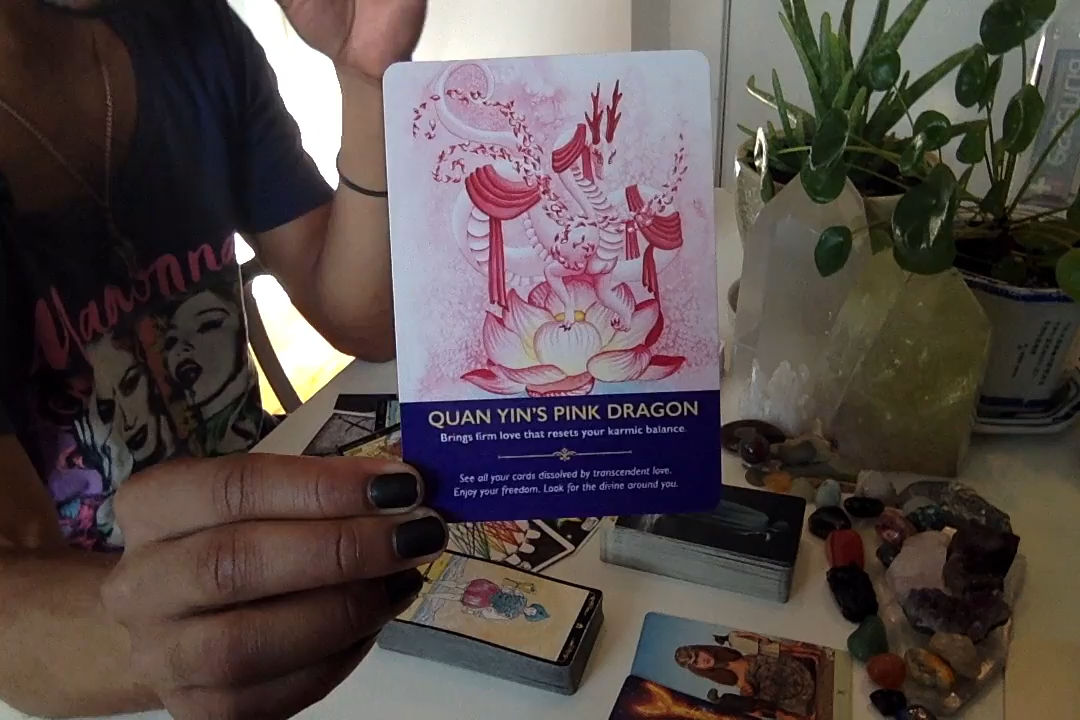 Madonna
QUAN YIN'S PINK DRAGON
Brings firm love that resets your karmic balance.
See all your cords dissolved by transcendent love.
Enjoy your freedom. Look for the divine around you.